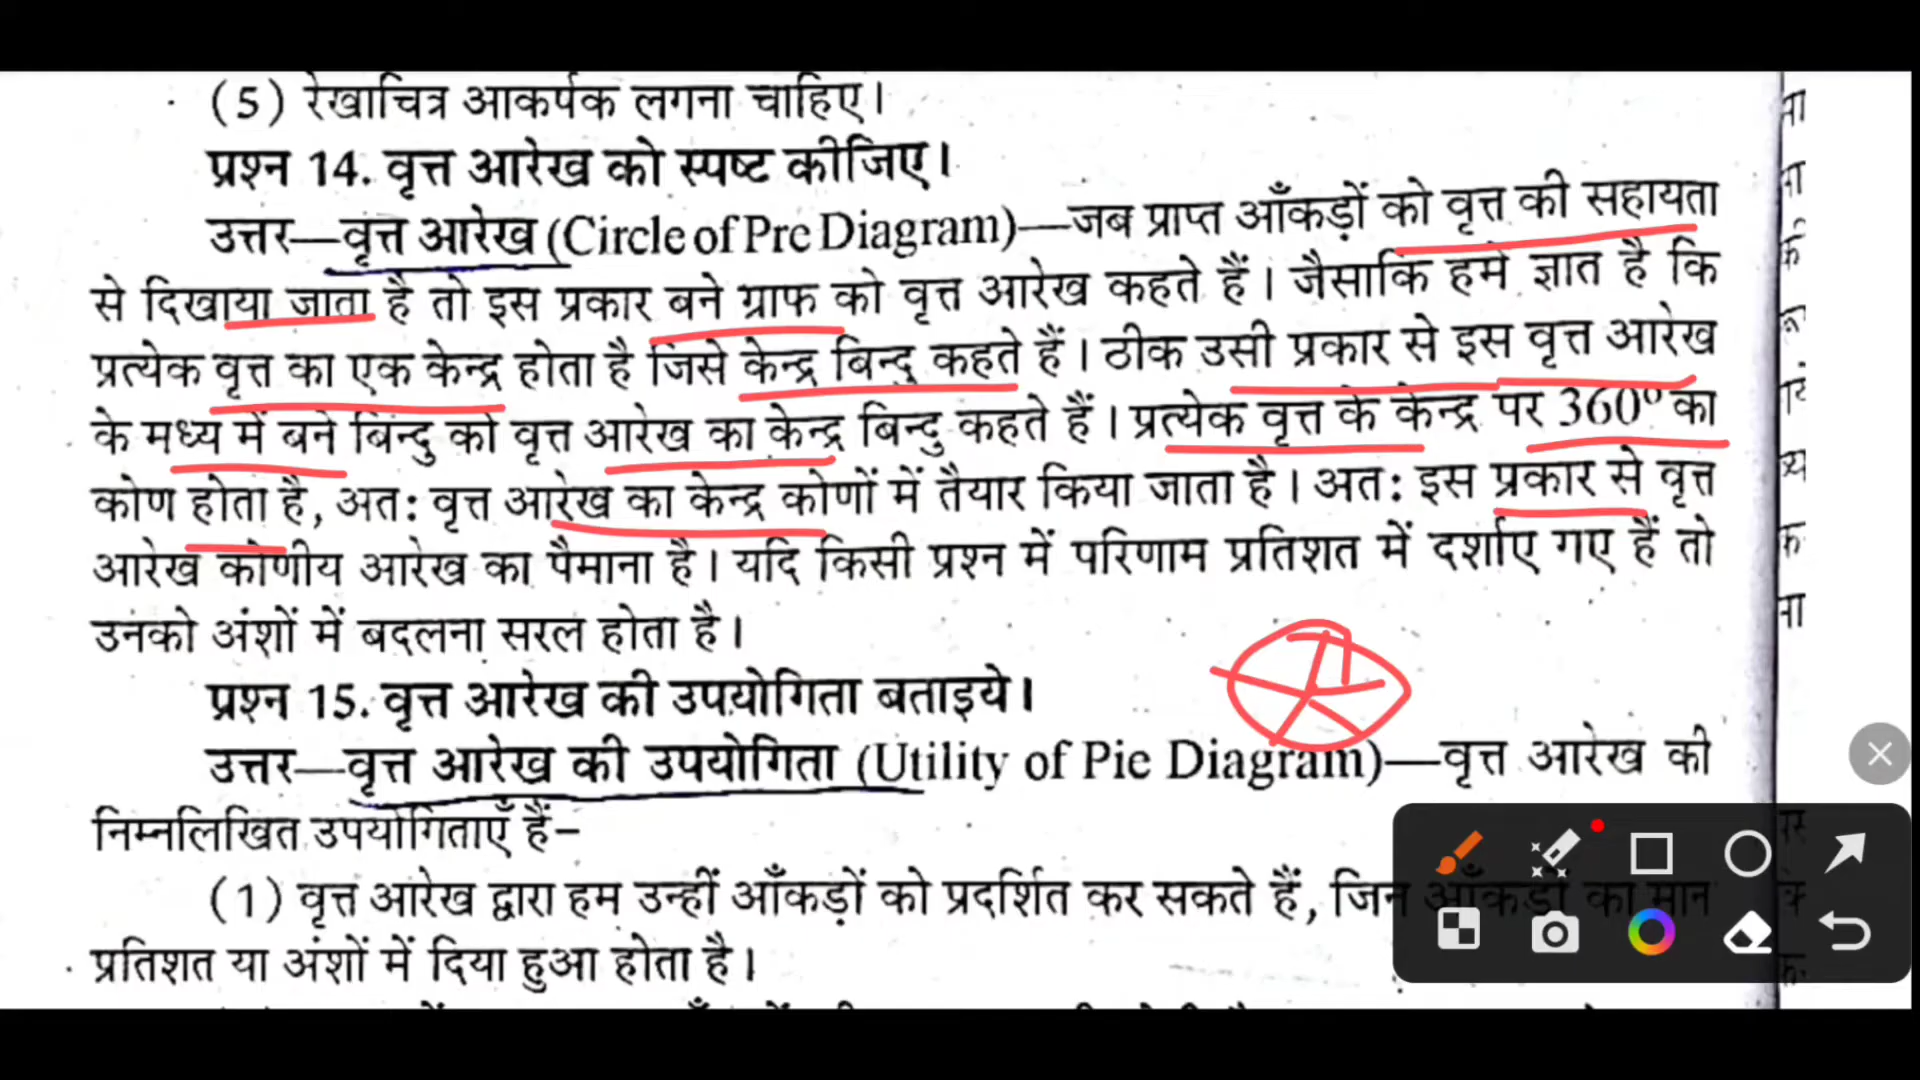 (5) रेखाचित्र आकर्षक लगना चाहिए।
प्रश्न 14. वृत्त आरेख को स्पष्ट कीजिए।
उत्तर—वृत्त आरेख (Circle of Pre Diagram)—जब प्राप्त आँकड़ों को वृत्त की सहायता
से दिखाया जाता है तो इस प्रकार बने ग्राफ को वृत्त आरेख कहते हैं। जैसाकि हमें ज्ञात है कि
प्रत्येक वृत्त का एक केन्द्र होता है जिसे केन्द्र बिन्दु कहते हैं। ठीक उसी प्रकार से इस वृत्त आरेख
के मध्य में बने बिन्दु को वृत्त आरेख का केन्द्र बिन्दु कहते हैं। प्रत्येक वृत्त के केन्द्र पर 360° का
कोण होता है, अत: वृत्त आरेख का केन्द्र कोणों में तैयार किया जाता है। अत: इस प्रकार से वृत्त
आरेख कोणीय आरेख का पैमाना है। यदि किसी प्रश्न में परिणाम प्रतिशत में दर्शाए गए हैं तो
उनको अंशों में बदलना सरल होता है।
प्रश्न 15. वृत्त आरेख की उपयोगिता बताइये।
उत्तर—वृत्त आरेख की उपयोगिता (Utility of Pie Diagram)—वृत्त आरेख की
निम्नलिखित उपयोगिताएँ हैं–
(1) वृत्त आरेख द्वारा हम उन्हीं आँकड़ों को प्रदर्शित कर सकते हैं, जिन आँकड़ों का मान
प्रतिशत या अंशों में दिया हुआ होता है।